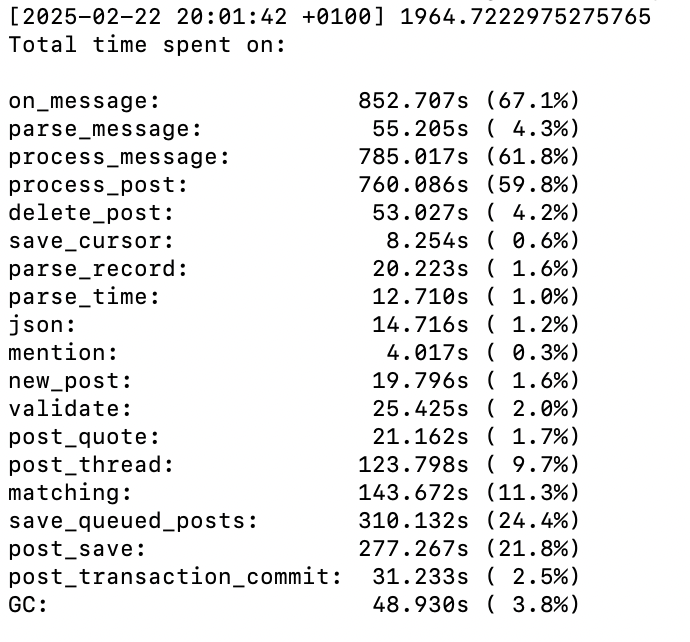 [2025-02-22 20:01:42 +0100] 1964.7222975275765
Total time spent on:

on_message:              852.707s (67.1%)
parse_message:            55.205s ( 4.3%)
process_message:         785.017s (61.8%)
process_post:            760.086s (59.8%)
delete_post:              53.027s ( 4.2%)
save_cursor:               8.254s ( 0.6%)
parse_record:             20.223s ( 1.6%)
parse_time:               12.710s ( 1.0%)
json:                     14.716s ( 1.2%)
mention:                   4.017s ( 0.3%)
new_post:                 19.796s ( 1.6%)
validate:                 25.425s ( 2.0%)
post_quote:               21.162s ( 1.7%)
post_thread:             123.798s ( 9.7%)
matching:                143.672s (11.3%)
save_queued_posts:       310.132s (24.4%)
post_save:               277.267s (21.8%)
post_transaction_commit:  31.233s ( 2.5%)
GC:                       48.930s ( 3.8%)